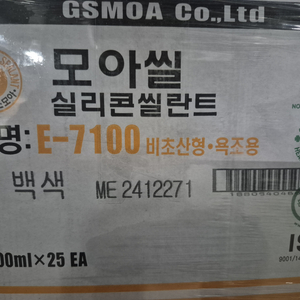 GSMOA Co.,Ltd
모아씰
실리콘씰란트
명: E-7100 비초산형·욕조용
백색 ME 2412271
00ml×25 EA